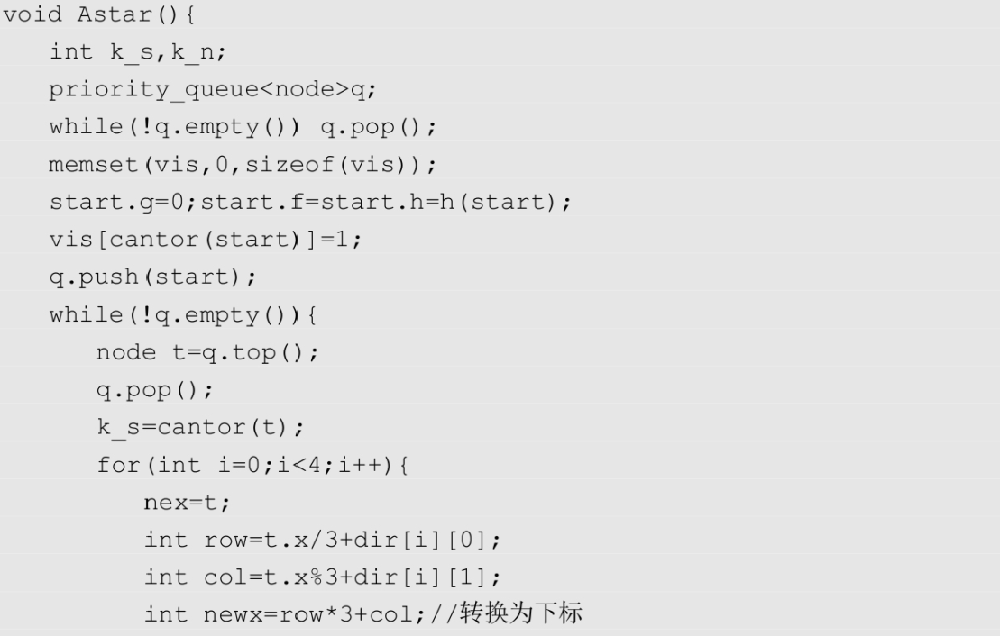 void Astar(){
   int k_s,k_n;
   priority_queue<node>q;
   while(!q.empty()) q.pop();
   memset(vis,0,sizeof(vis));
   start.g=0;start.f=start.h=h(start);
   vis[cantor(start)]=1;
   q.push(start);
   while(!q.empty()){
      node t=q.top();
      q.pop();
      k_s=cantor(t);
      for(int i=0;i<4;i++){
         nex=t;
         int row=t.x/3+dir[i][0];
         int col=t.x%3+dir[i][1];
         int newx=row*3+col;//转换为下标